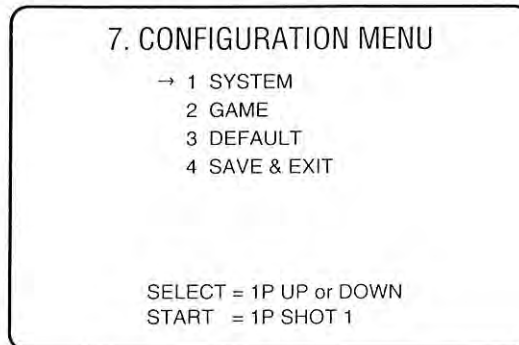 7. CONFIGURATION MENU
→ 1 SYSTEM
2 GAME
3 DEFAULT
4 SAVE & EXIT
SELECT = 1P UP or DOWN
START = 1P SHOT 1